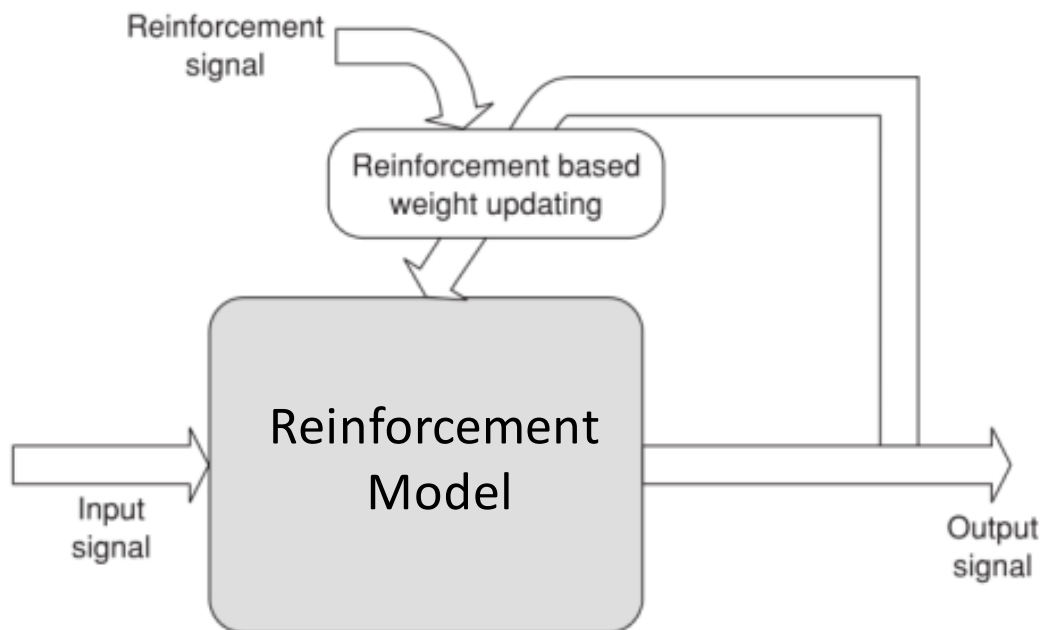 Reinforcement
signal
Reinforcement based
weight updating
Reinforcement
Model
Input
signal
Output
signal